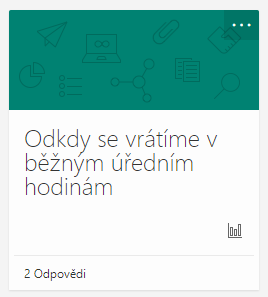 Odkdy se vrátíme v
běžným úředním
hodinám
2 Odpovědi